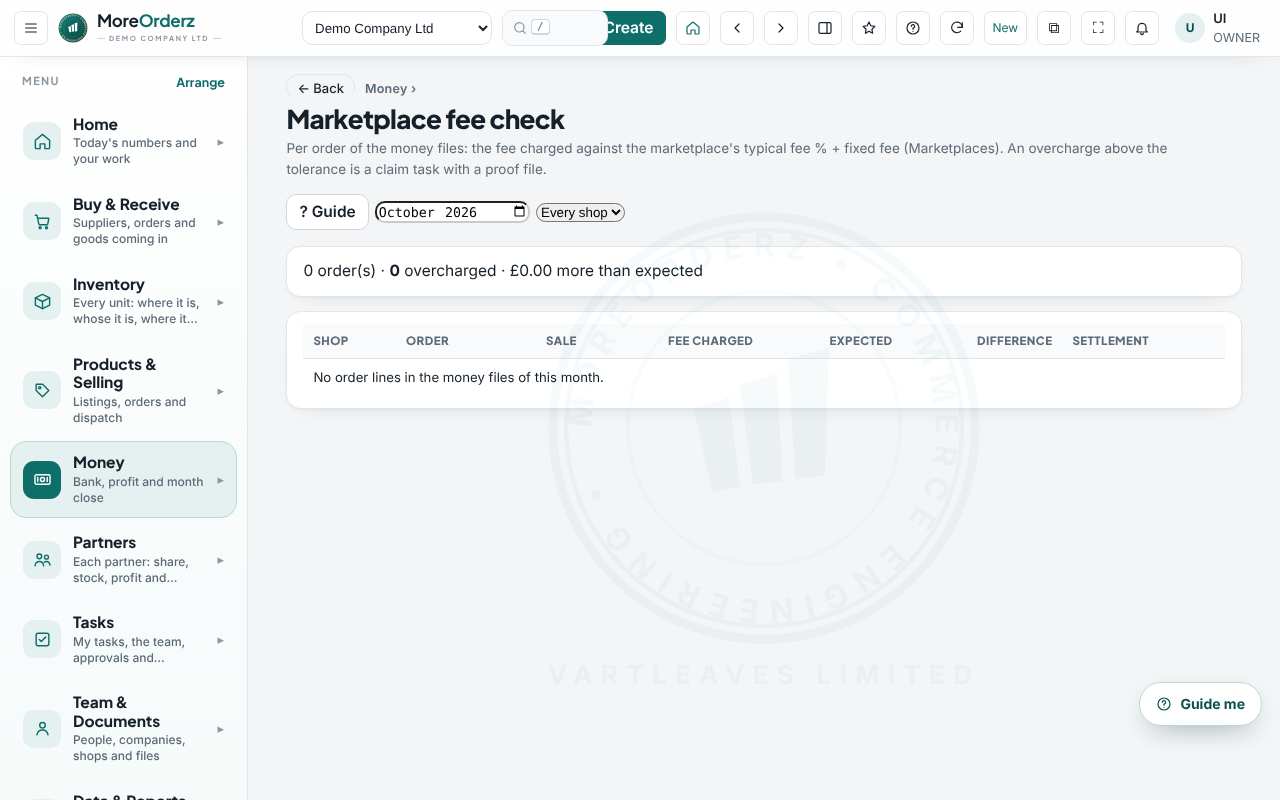 MoreOrderz
— DEMO COMPANY LTD —
Demo Company Ltd
/
Create
New
U
UI
OWNER
MENU
Arrange
Home
Today's numbers and
your work
Buy & Receive
Suppliers, orders and
goods coming in
Inventory
Every unit: where it is,
whose it is, where it...
Products &
Selling
Listings, orders and
dispatch
Money
Bank, profit and month
close
Partners
Each partner: share,
stock, profit and...
Tasks
My tasks, the team,
approvals and...
Team &
Documents
People, companies,
shops and files
Data & Reports
← Back
Money ›
Marketplace fee check
Per order of the money files: the fee charged against the marketplace's typical fee % + fixed fee (Marketplaces). An overcharge above the
tolerance is a claim task with a proof file.
? Guide
October 2026
Every shop
0 order(s) · 0 overcharged · £0.00 more than expected
SHOP ORDER SALE FEE CHARGED EXPECTED DIFFERENCE SETTLEMENT
No order lines in the money files of this month.
MOREORDERZ • COMMERCE ENGINEERING •
VARTLEAVES LIMITED
Guide me